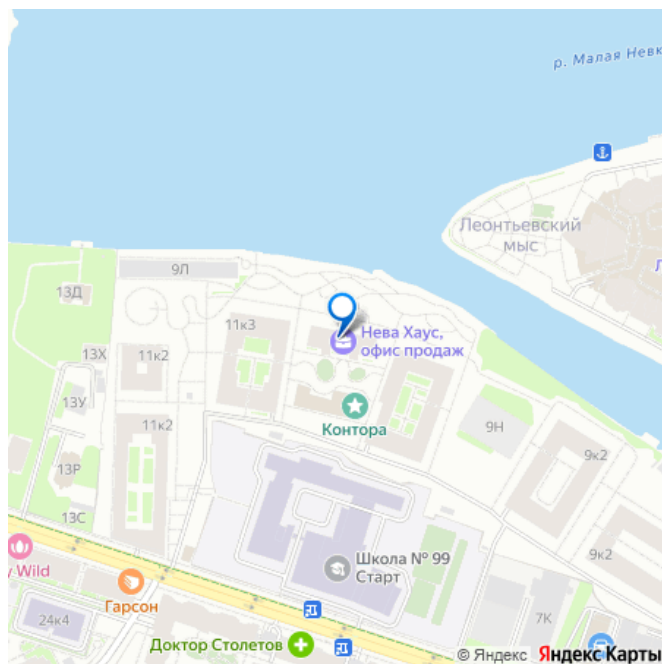 р. Малая Невк
Леонтьевский
мыс
Л
9Л
13Д
11к3
Нева Хаус,
офис продаж
13Х
11к2
13У
Контора
9Н
11к2
9к2
13Р
Школа № 99
Старт
13С
9к2
y Wild
Гарсон
7К
24к4
Доктор Столетов
© Яндекс Яндекс Карты